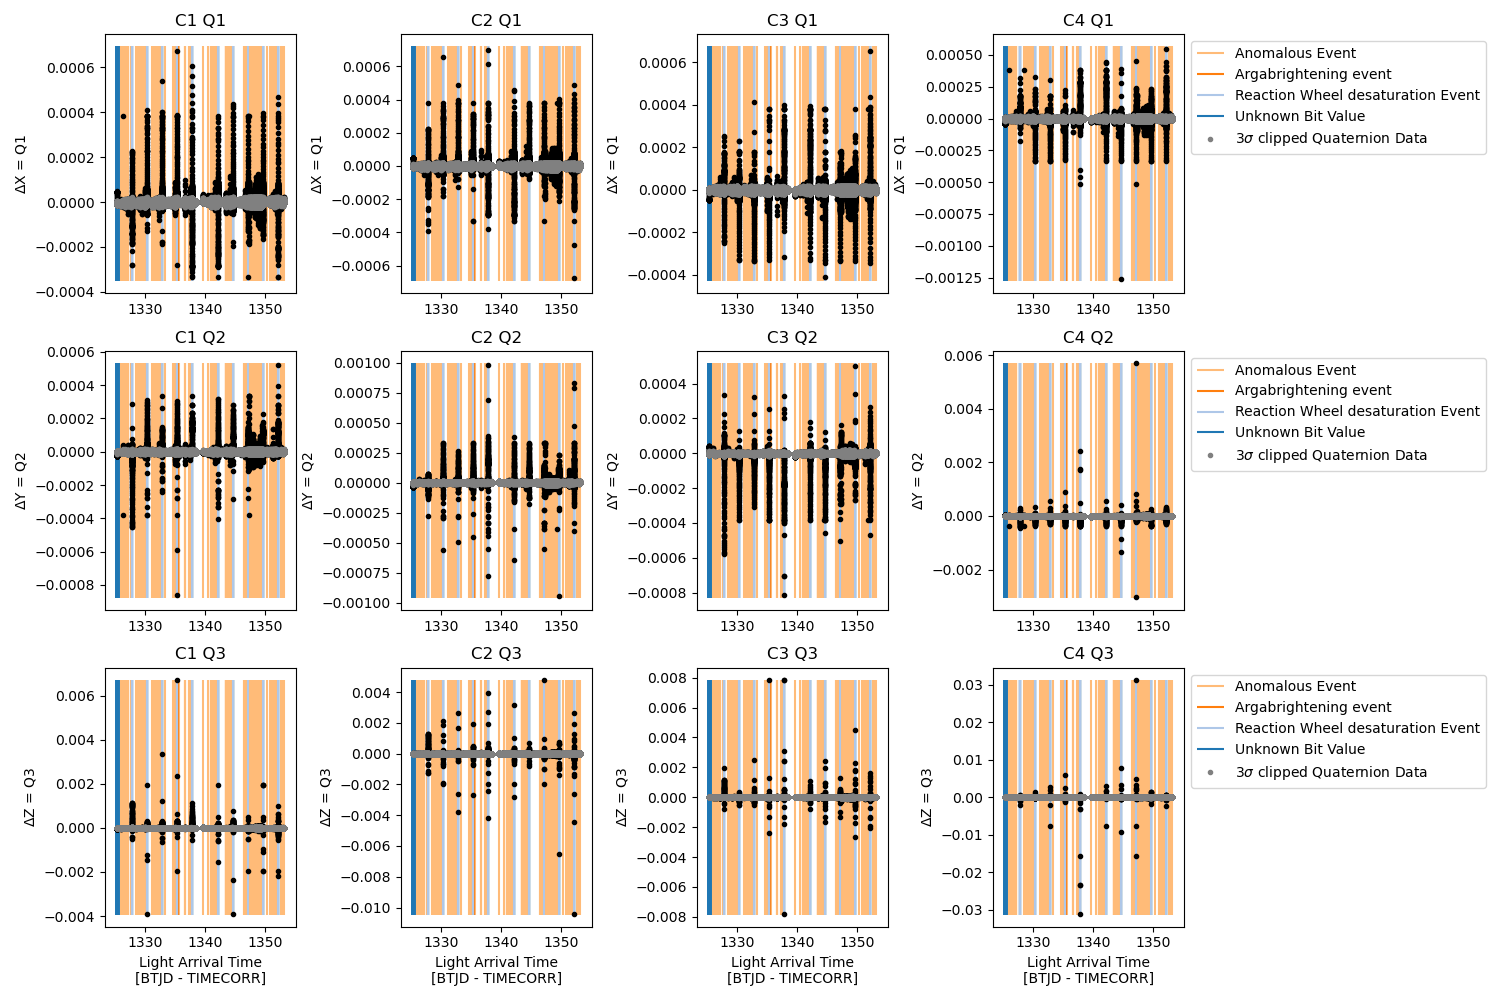 C1 Q1
C2 Q1
C3 Q1
C4 Q1
ΔX = Q1
0.0006
0.0004
0.0002
0.0000
−0.0002
−0.0004
1330 1340 1350
ΔX = Q1
0.0006
0.0004
0.0002
0.0000
−0.0002
−0.0004
−0.0006
1330 1340 1350
ΔX = Q1
0.0006
0.0004
0.0002
0.0000
−0.0002
−0.0004
1330 1340 1350
ΔX = Q1
0.00050
0.00025
0.00000
−0.00025
−0.00050
−0.00075
−0.00100
−0.00125
1330 1340 1350
Anomalous Event
Argabrightening event
Reaction Wheel desaturation Event
Unknown Bit Value
3σ clipped Quaternion Data
C1 Q2
C2 Q2
C3 Q2
C4 Q2
ΔY = Q2
0.0006
0.0004
0.0002
0.0000
−0.0002
−0.0004
−0.0006
−0.0008
1330 1340 1350
ΔY = Q2
0.00100
0.00075
0.00050
0.00025
0.00000
−0.00025
−0.00050
−0.00075
−0.00100
1330 1340 1350
ΔY = Q2
0.0004
0.0002
0.0000
−0.0002
−0.0004
−0.0006
−0.0008
1330 1340 1350
ΔY = Q2
0.006
0.004
0.002
0.000
−0.002
1330 1340 1350
Anomalous Event
Argabrightening event
Reaction Wheel desaturation Event
Unknown Bit Value
3σ clipped Quaternion Data
C1 Q3
C2 Q3
C3 Q3
C4 Q3
ΔZ = Q3
0.006
0.004
0.002
0.000
−0.002
−0.004
1330 1340 1350
Light Arrival Time
[BTJD - TIMECORR]
ΔZ = Q3
0.004
0.002
0.000
−0.002
−0.004
−0.006
−0.008
−0.010
1330 1340 1350
Light Arrival Time
[BTJD - TIMECORR]
ΔZ = Q3
0.008
0.006
0.004
0.002
0.000
−0.002
−0.004
−0.006
−0.008
1330 1340 1350
Light Arrival Time
[BTJD - TIMECORR]
ΔZ = Q3
0.03
0.02
0.01
0.00
−0.01
−0.02
−0.03
1330 1340 1350
Light Arrival Time
[BTJD - TIMECORR]
Anomalous Event
Argabrightening event
Reaction Wheel desaturation Event
Unknown Bit Value
3σ clipped Quaternion Data